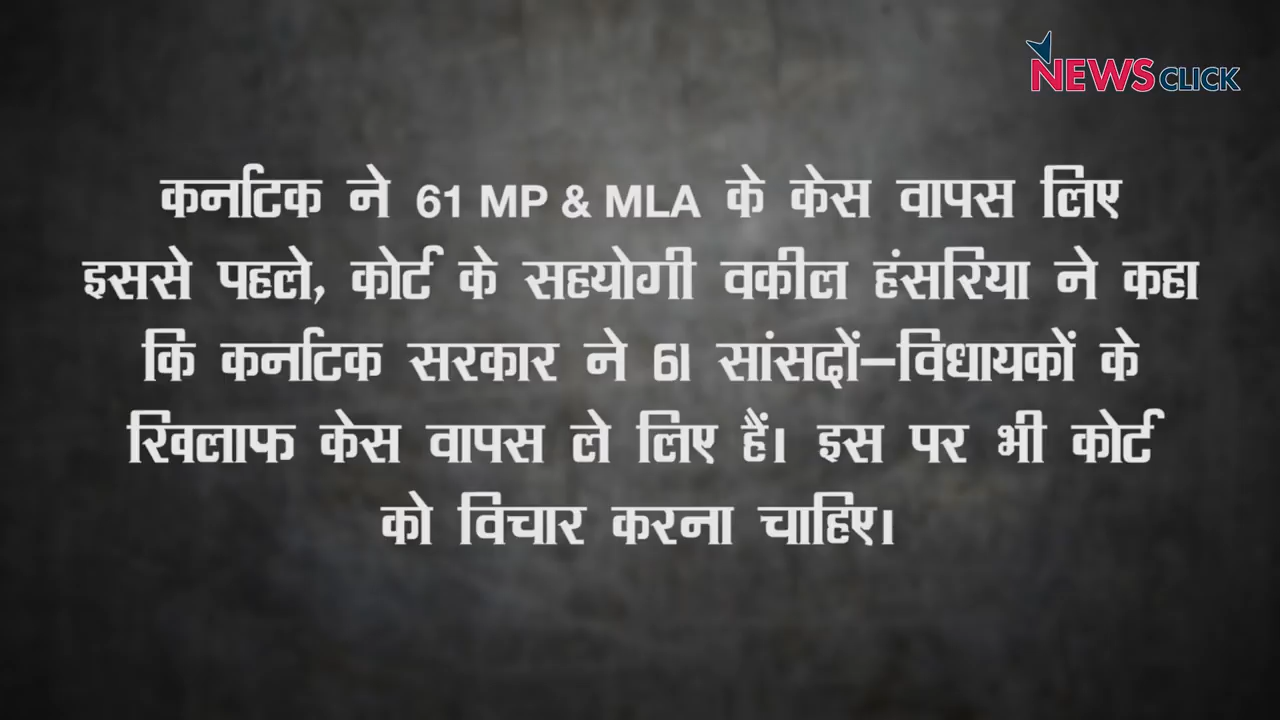 NEWSCLICK
कर्नाटक ने 61 MP & MLA के केस वापस लिए
इससे पहले, कोर्ट के सहयोगी वकील हंसरिया ने कहा
कि कर्नाटक सरकार ने 61 सांसदों–विधायकों के
खिलाफ केस वापस ले लिए हैं। इस पर भी कोर्ट
को विचार करना चाहिए।